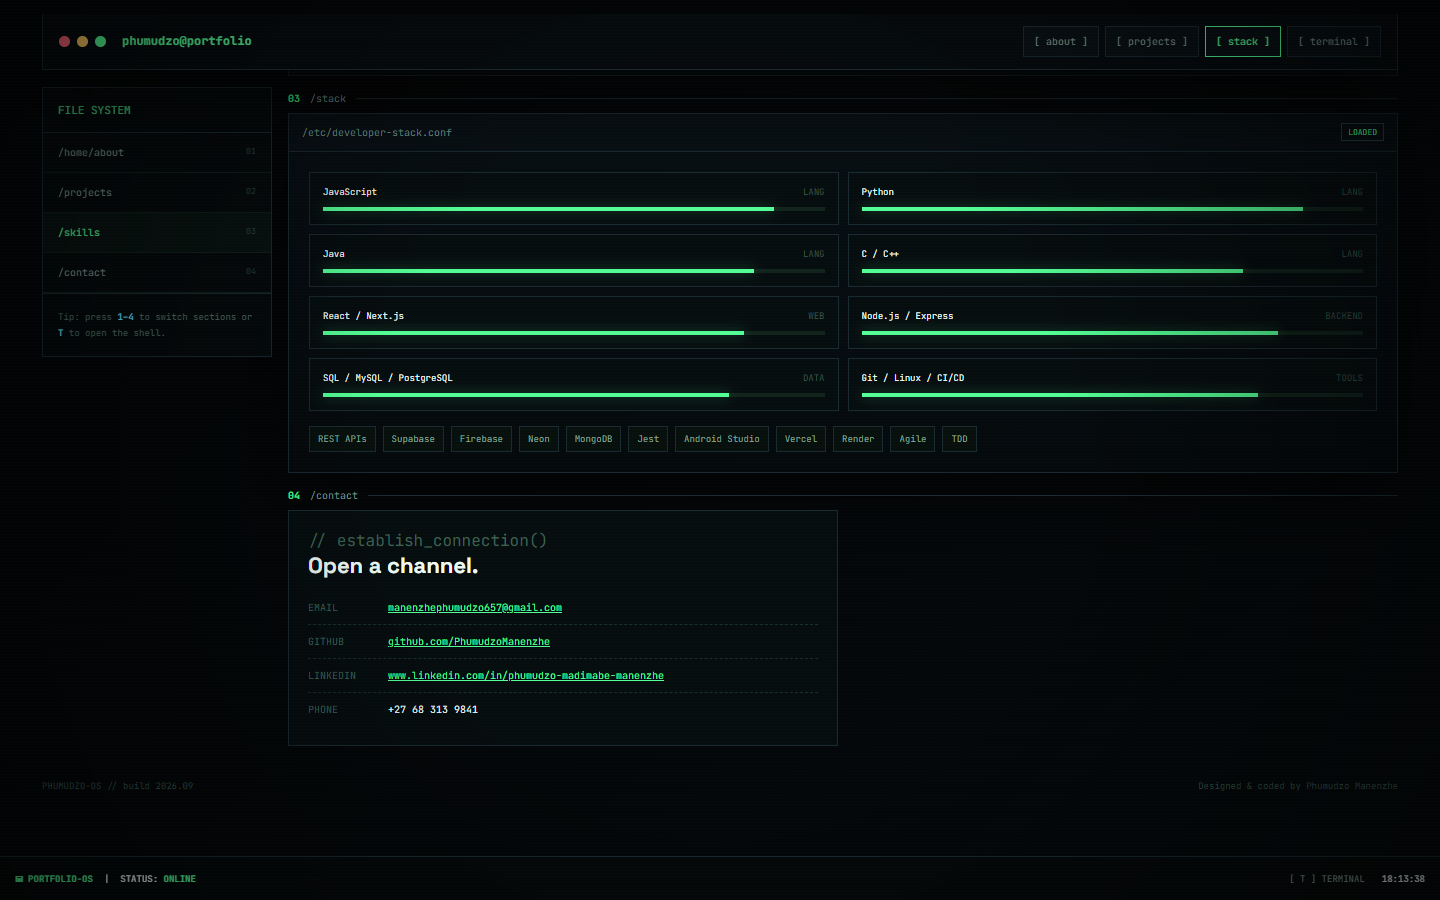 phumudzo@portfolio
[ about ] [ projects ] [ stack ] [ terminal ]
FILE SYSTEM
/home/about 01
/projects 02
/skills 03
/contact 04
Tip: press 1-4 to switch sections or
T to open the shell.
03 /stack
/etc/developer-stack.conf LOADED
JavaScript LANG
Python LANG
Java LANG
C / C++ LANG
React / Next.js WEB
Node.js / Express BACKEND
SQL / MySQL / PostgreSQL DATA
Git / Linux / CI/CD TOOLS
REST APIs Supabase Firebase Neon MongoDB Jest Android Studio Vercel Render Agile TDD
04 /contact
// establish_connection()
Open a channel.
EMAIL manenzhephumudzo657@gmail.com
GITHUB github.com/PhumudzoManenzhe
LINKEDIN www.linkedin.com/in/phumudzo-madimabe-manenzhe
PHONE +27 68 313 9841
PHUMUDZO-OS // build 2026.09
Designed & coded by Phumudzo Manenzhe
PORTFOLIO-OS | STATUS: ONLINE
[ T ] TERMINAL 18:13:38